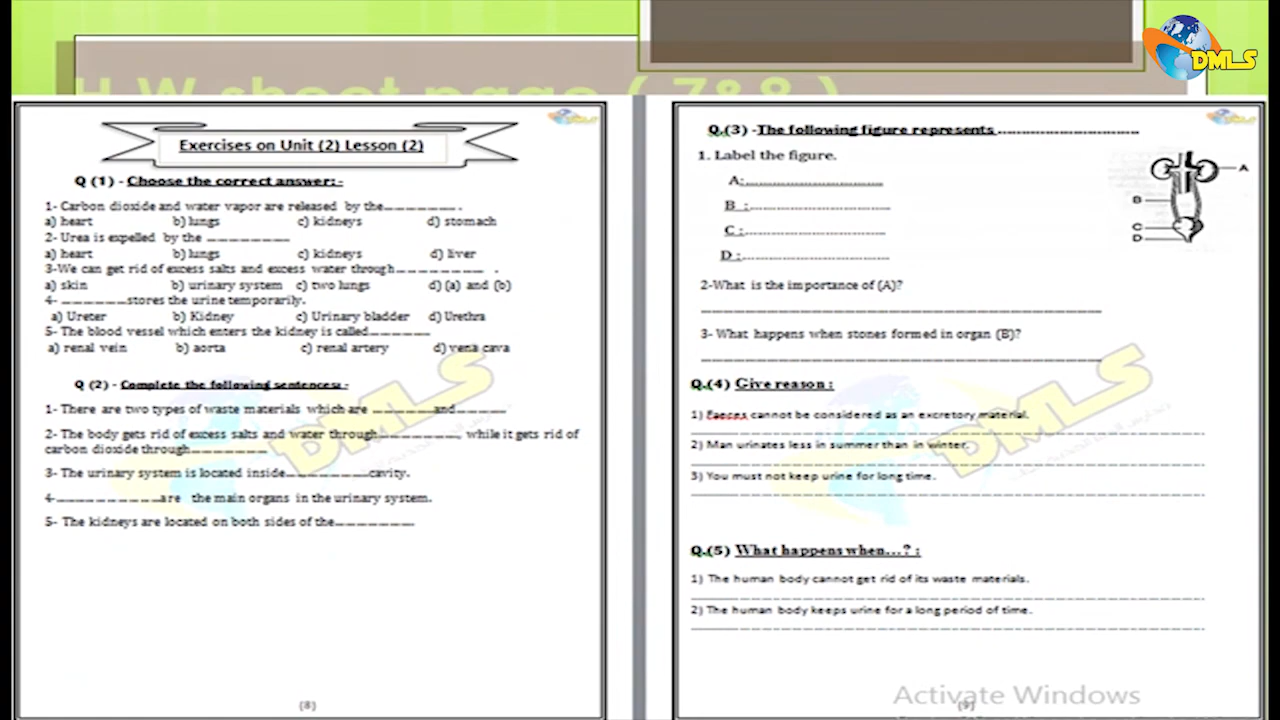 H.W sheet page ( 7&8 )
DMLS
Exercises on Unit (2) Lesson (2)
Q (1) - Choose the correct answer:-
1- Carbon dioxide and water vapor are released by the.................... .
a) heart b) lungs c) kidneys d) stomach
2- Urea is expelled by the ......................
a) heart b) lungs c) kidneys d) liver
3-We can get rid of excess salts and excess water through...................... .
a) skin b) urinary system c) two lungs d) (a) and (b)
4- ..................stores the urine temporarily.
a) Ureter b) Kidney c) Urinary bladder d) Urethra
5- The blood vessel which enters the kidney is called................
a) renal vein b) aorta c) renal artery d) vena cava
Q (2) - Complete the following sentences: -
1- There are two types of waste materials which are ................and.............
2- The body gets rid of excess salts and water through......................, while it gets rid of
carbon dioxide through.....................
3- The urinary system is located inside......................cavity.
4-..........................are the main organs in the urinary system.
5- The kidneys are located on both sides of the.....................
(8)
Q.(3) -The following figure represents ......................................
1. Label the figure.
A:.....................................
B :.....................................
C :.....................................
D :.....................................
A
B
C
D
2-What is the importance of (A)?
3- What happens when stones formed in organ (B)?
Q.(4) Give reason :
1) Faeces cannot be considered as an excretory material.
2) Man urinates less in summer than in winter.
3) You must not keep urine for long time.
Q.(5) What happens when...? :
1) The human body cannot get rid of its waste materials.
2) The human body keeps urine for a long period of time.
(9)
DMLS
DMLS
Activate Windows